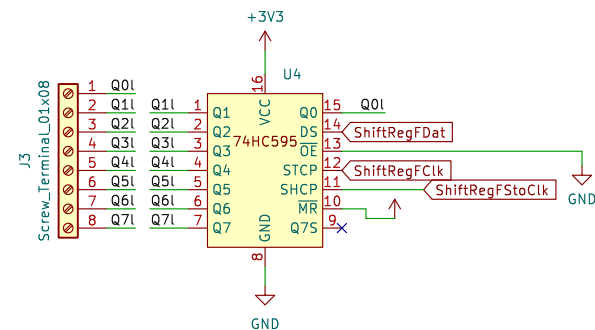 +3V3
U4
16
VCC
J3
Screw_Terminal_01x08
1 Q0l
2 Q1l
3 Q2l
4 Q3l
5 Q4l
6 Q5l
7 Q6l
8 Q7l
Q1l 1 Q1
Q2l 2 Q2
Q3l 3 Q3
Q4l 4 Q4
Q5l 5 Q5
Q6l 6 Q6
Q7l 7 Q7
74HC595
Q0 15 Q0l
DS 14 ShiftRegFDat
OE 13
STCP 12 ShiftRegFClk
SHCP 11 ShiftRegFStoClk
MR 10
Q7S 9
GND
8
GND
GND